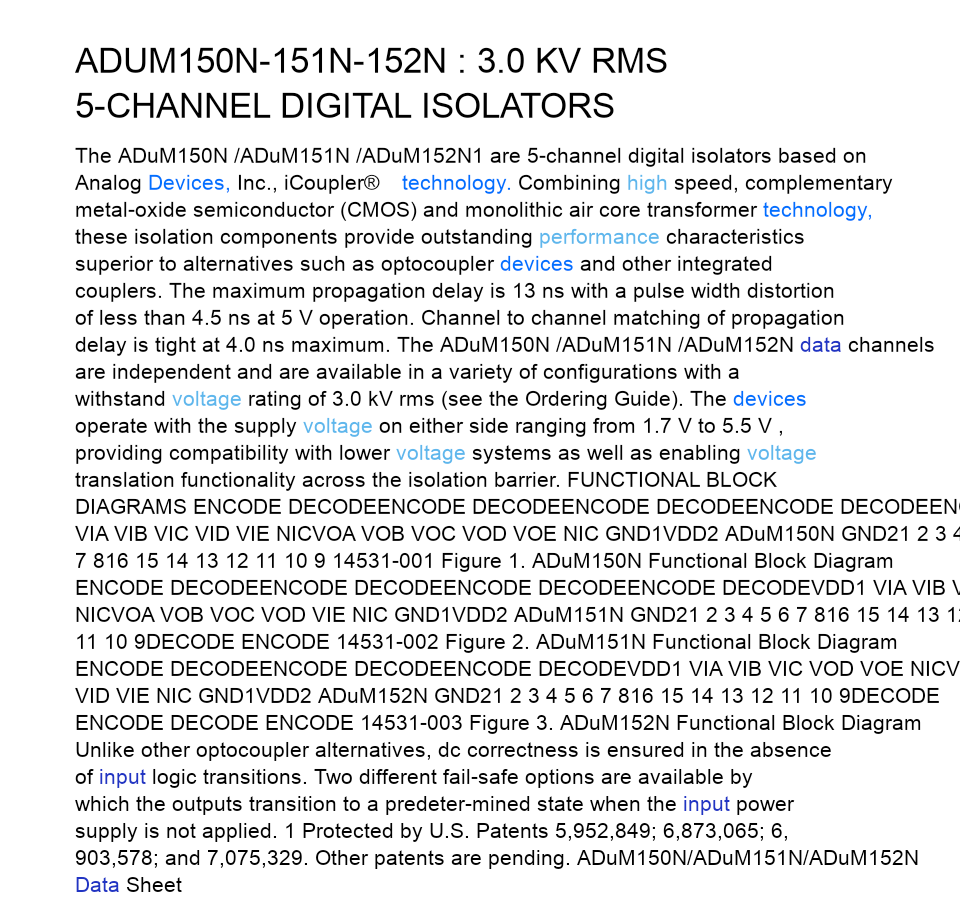 ADUM150N-151N-152N : 3.0 KV RMS
5-CHANNEL DIGITAL ISOLATORS
The ADuM150N /ADuM151N /ADuM152N1 are 5-channel digital isolators based on
Analog Devices, Inc., iCoupler® technology. Combining high speed, complementary
metal-oxide semiconductor (CMOS) and monolithic air core transformer technology,
these isolation components provide outstanding performance characteristics
superior to alternatives such as optocoupler devices and other integrated
couplers. The maximum propagation delay is 13 ns with a pulse width distortion
of less than 4.5 ns at 5 V operation. Channel to channel matching of propagation
delay is tight at 4.0 ns maximum. The ADuM150N /ADuM151N /ADuM152N data channels
are independent and are available in a variety of configurations with a
withstand voltage rating of 3.0 kV rms (see the Ordering Guide). The devices
operate with the supply voltage on either side ranging from 1.7 V to 5.5 V ,
providing compatibility with lower voltage systems as well as enabling voltage
translation functionality across the isolation barrier. FUNCTIONAL BLOCK
DIAGRAMS ENCODE DECODEENCODE DECODEENCODE DECODEENCODE DECODEEN
VIA VIB VIC VID VIE NICVOA VOB VOC VOD VOE NIC GND1VDD2 ADuM150N GND21 2 3 4
7 816 15 14 13 12 11 10 9 14531-001 Figure 1. ADuM150N Functional Block Diagram
ENCODE DECODEENCODE DECODEENCODE DECODEENCODE DECODEVDD1 VIA VIB V
NICVOA VOB VOC VOD VIE NIC GND1VDD2 ADuM151N GND21 2 3 4 5 6 7 816 15 14 13 12
11 10 9DECODE ENCODE 14531-002 Figure 2. ADuM151N Functional Block Diagram
ENCODE DECODEENCODE DECODEENCODE DECODEVDD1 VIA VIB VIC VOD VOE NICV
VID VIE NIC GND1VDD2 ADuM152N GND21 2 3 4 5 6 7 816 15 14 13 12 11 10 9DECODE
ENCODE DECODE ENCODE 14531-003 Figure 3. ADuM152N Functional Block Diagram
Unlike other optocoupler alternatives, dc correctness is ensured in the absence
of input logic transitions. Two different fail-safe options are available by
which the outputs transition to a predeter-mined state when the input power
supply is not applied. 1 Protected by U.S. Patents 5,952,849; 6,873,065; 6,
903,578; and 7,075,329. Other patents are pending. ADuM150N/ADuM151N/ADuM152N
Data Sheet